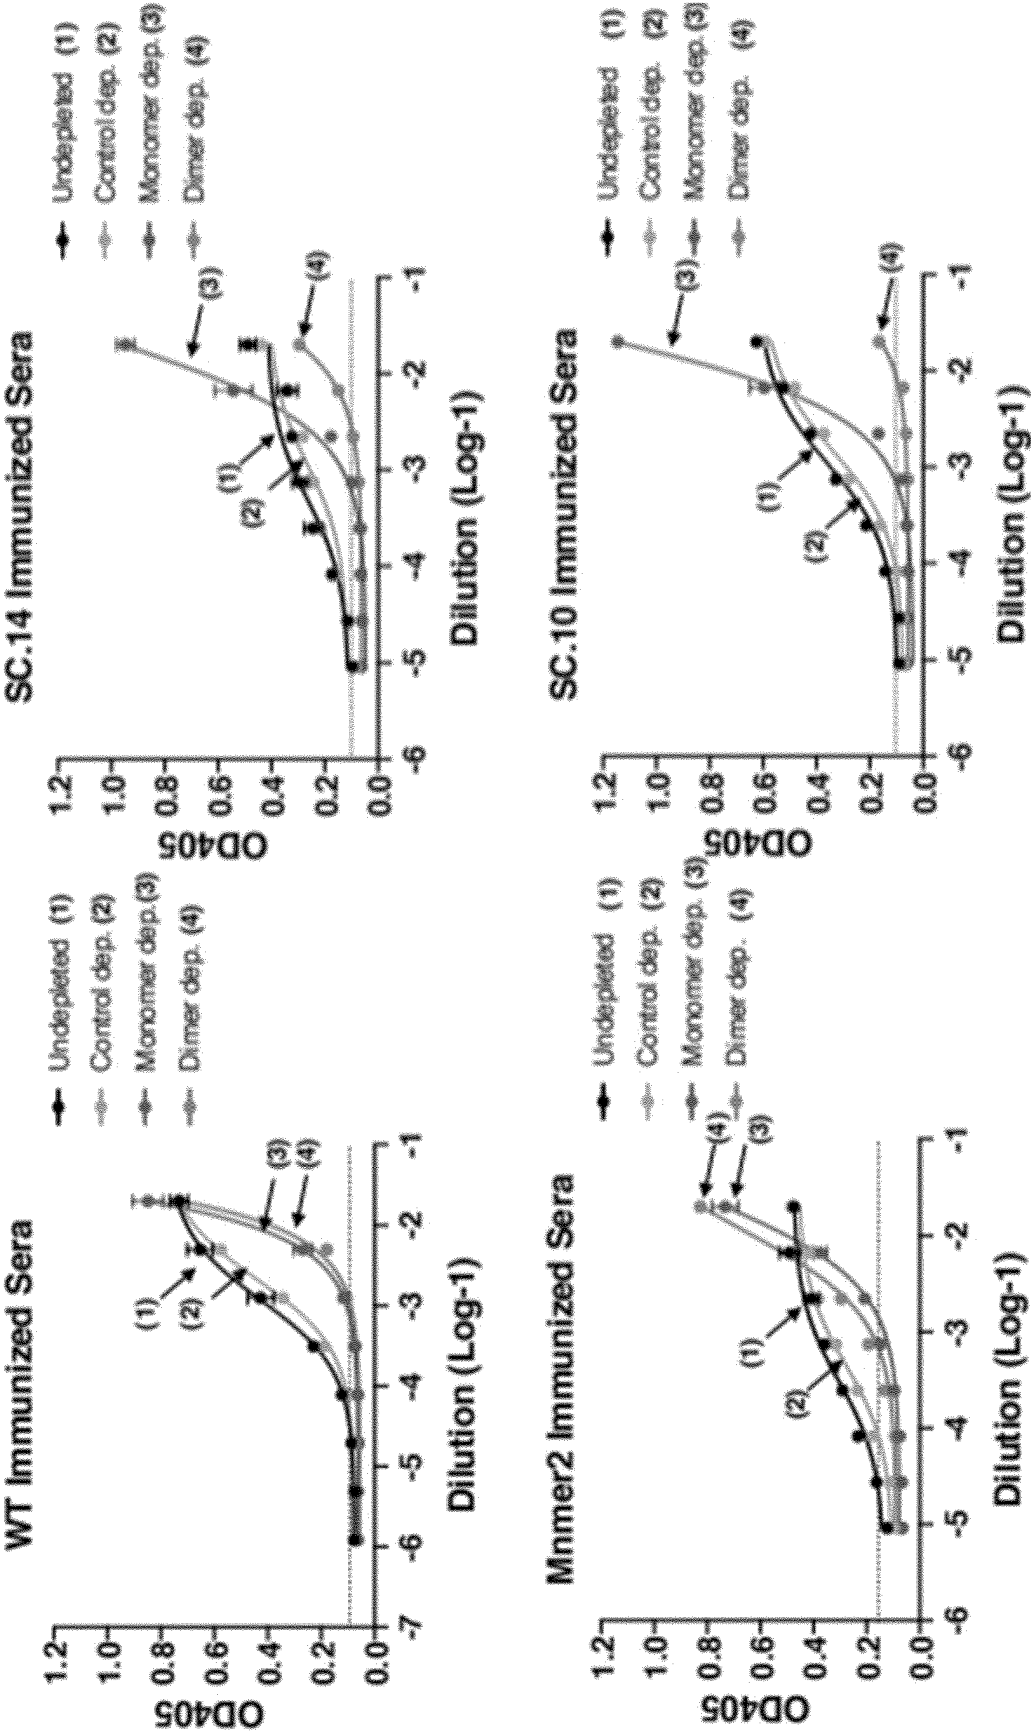 WT Immunized Sera
OD405
1.2
1.0
0.8
0.6
0.4
0.2
0.0
-7
-6
-5
-4
-3
-2
-1
Dilution (Log-1)
(1)
(2)
(3)
(4)
Undepleted (1)
Control dep. (2)
Monomer dep.(3)
Dimer dep. (4)
SC.14 Immunized Sera
OD405
1.2
1.0
0.8
0.6
0.4
0.2
0.0
-6
-5
-4
-3
-2
-1
Dilution (Log-1)
(1)
(2)
(3)
(4)
Undepleted (1)
Control dep. (2)
Monomer dep.(3)
Dimer dep. (4)
Mnmer2 Immunized Sera
OD405
1.2
1.0
0.8
0.6
0.4
0.2
0.0
-6
-5
-4
-3
-2
-1
Dilution (Log-1)
(1)
(2)
(4)
(3)
Undepleted (1)
Control dep. (2)
Monomer dep. (3)
Dimer dep. (4)
SC.10 Immunized Sera
OD405
1.2
1.0
0.8
0.6
0.4
0.2
0.0
-6
-5
-4
-3
-2
-1
Dilution (Log-1)
(1)
(2)
(3)
(4)
Undepleted (1)
Control dep. (2)
Monomer dep.(3)
Dimer dep. (4)